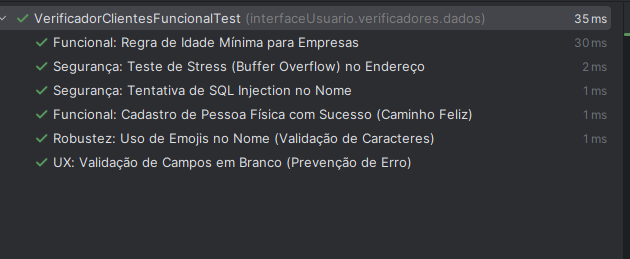 VerificadorClientesFuncionalTest (interfaceUsuario.verificadores.dados) 35 ms
Funcional: Regra de Idade Mínima para Empresas 30 ms
Segurança: Teste de Stress (Buffer Overflow) no Endereço 2 ms
Segurança: Tentativa de SQL Injection no Nome 1 ms
Funcional: Cadastro de Pessoa Física com Sucesso (Caminho Feliz) 1 ms
Robustez: Uso de Emojis no Nome (Validação de Caracteres) 1 ms
UX: Validação de Campos em Branco (Prevenção de Erro)